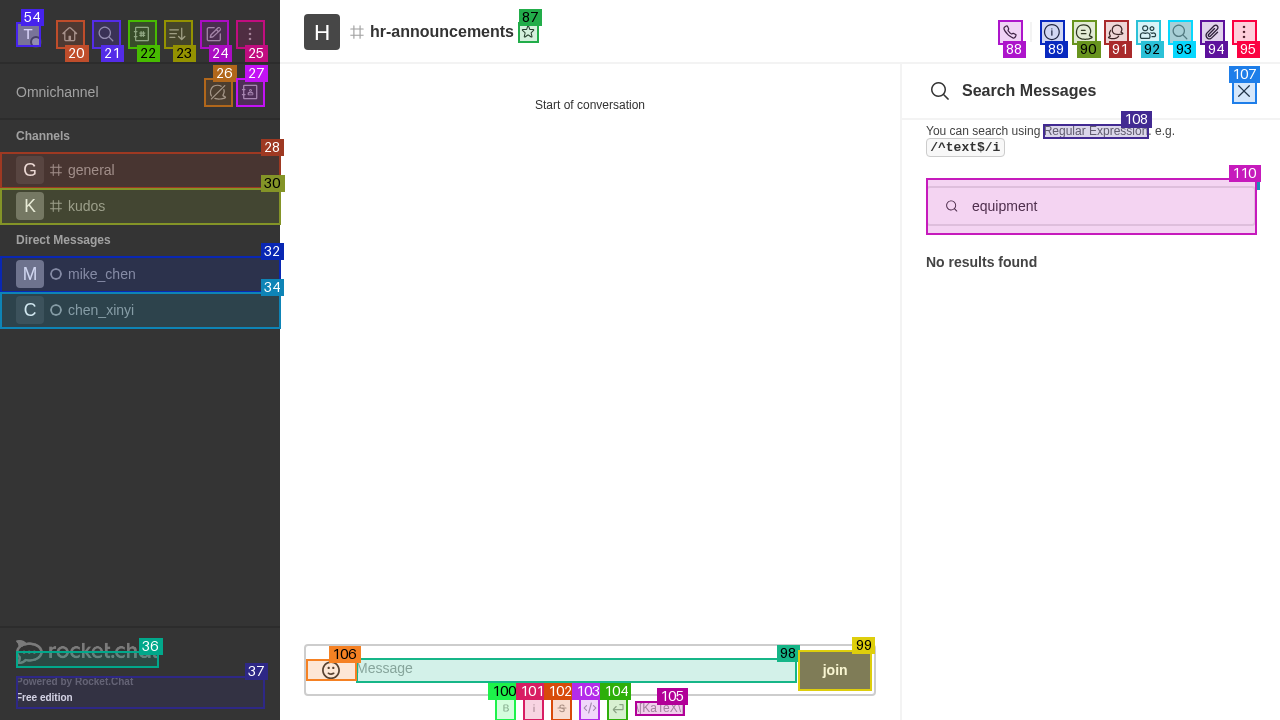 54
T
20
21
22
23
24
25
Omnichannel
26
27
Channels
28
G general
30
K kudos
Direct Messages
32
M mike_chen
34
C chen_xinyi
36
rocket.cha
37
Powered by Rocket.Chat
Free edition
H hr-announcements
87
88
89
90
91
92
93
94
95
Start of conversation
106
Message
98
99
join
100
101
102
103
104
105
B
i
S
KaTeX
Search Messages
107
108
You can search using Regular Expression. e.g.
/^text$/i
110
equipment
No results found